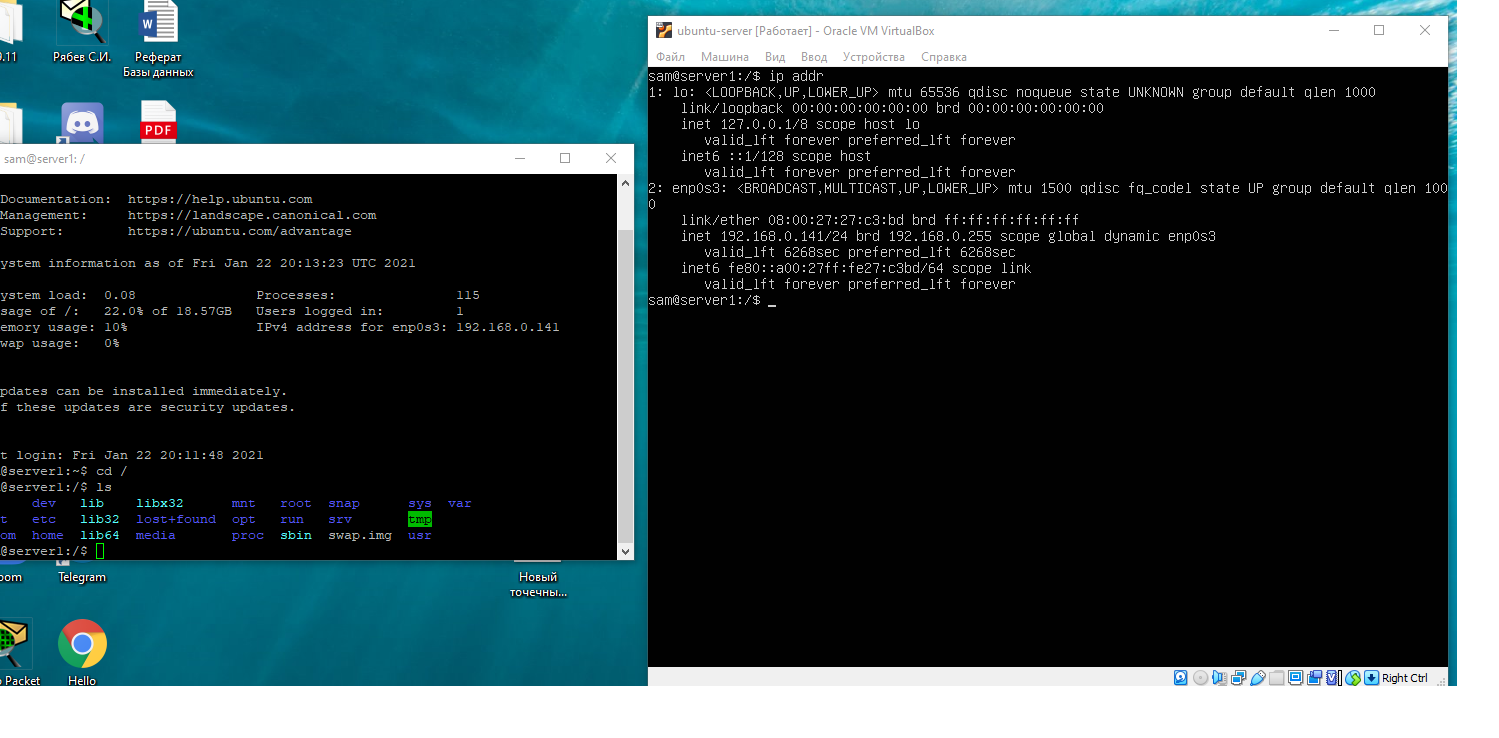 9.11
Рябев С.И.
Реферат
Базы данных
PDF
sam@server1: /
Documentation:  https://help.ubuntu.com
Management:     https://landscape.canonical.com
Support:        https://ubuntu.com/advantage
ystem information as of Fri Jan 22 20:13:23 UTC 2021
ystem load:  0.08               Processes:               115
sage of /:   22.0% of 18.57GB   Users logged in:         1
emory usage: 10%                IPv4 address for enp0s3: 192.168.0.141
wap usage:   0%
pdates can be installed immediately.
f these updates are security updates.
t login: Fri Jan 22 20:11:48 2021
@server1:~$ cd /
@server1:/$ ls
dev  lib    libx32      mnt   root  snap      sys  var
t   etc  lib32  lost+found  opt   run   srv       tmp
om  home  lib64  media       proc  sbin  swap.img  usr
@server1:/$
oom
Telegram
Новый
точечны...
Packet
Hello
ubuntu-server [Работает] - Oracle VM VirtualBox
Файл Машина Вид Ввод Устройства Справка
sam@server1:/$ ip addr
1: lo: <LOOPBACK,UP,LOWER_UP> mtu 65536 qdisc noqueue state UNKNOWN group default qlen 1000
    link/loopback 00:00:00:00:00:00 brd 00:00:00:00:00:00
    inet 127.0.0.1/8 scope host lo
       valid_lft forever preferred_lft forever
    inet6 ::1/128 scope host
       valid_lft forever preferred_lft forever
2: enp0s3: <BROADCAST,MULTICAST,UP,LOWER_UP> mtu 1500 qdisc fq_codel state UP group default qlen 100
0
    link/ether 08:00:27:27:c3:bd brd ff:ff:ff:ff:ff:ff
    inet 192.168.0.141/24 brd 192.168.0.255 scope global dynamic enp0s3
       valid_lft 6268sec preferred_lft 6268sec
    inet6 fe80::a00:27ff:fe27:c3bd/64 scope link
       valid_lft forever preferred_lft forever
sam@server1:/$ _
Right Ctrl